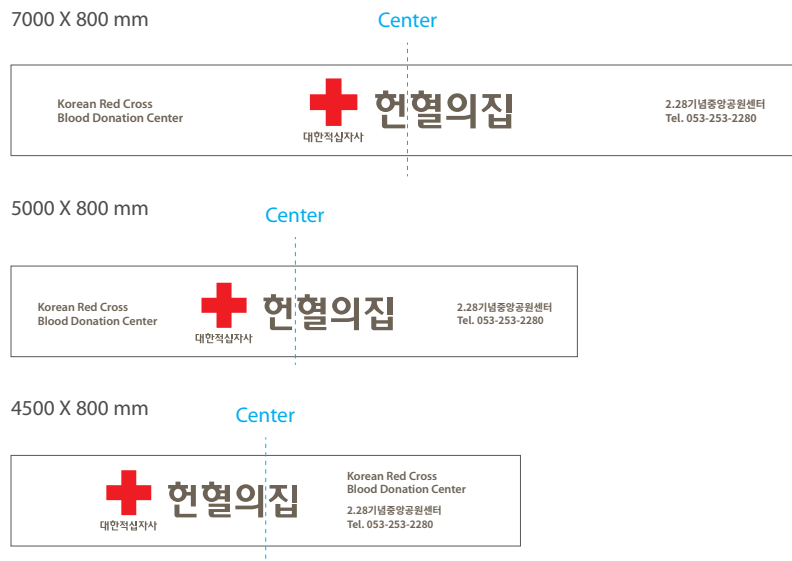 7000 X 800 mm
Center
Korean Red Cross
Blood Donation Center
대한적십자사
헌혈의집
2.28기념중앙공원센터
Tel. 053-253-2280
5000 X 800 mm
Center
Korean Red Cross
Blood Donation Center
대한적십자사
헌혈의집
2.28기념중앙공원센터
Tel. 053-253-2280
4500 X 800 mm
Center
대한적십자사
헌혈의집
Korean Red Cross
Blood Donation Center
2.28기념중앙공원센터
Tel. 053-253-2280